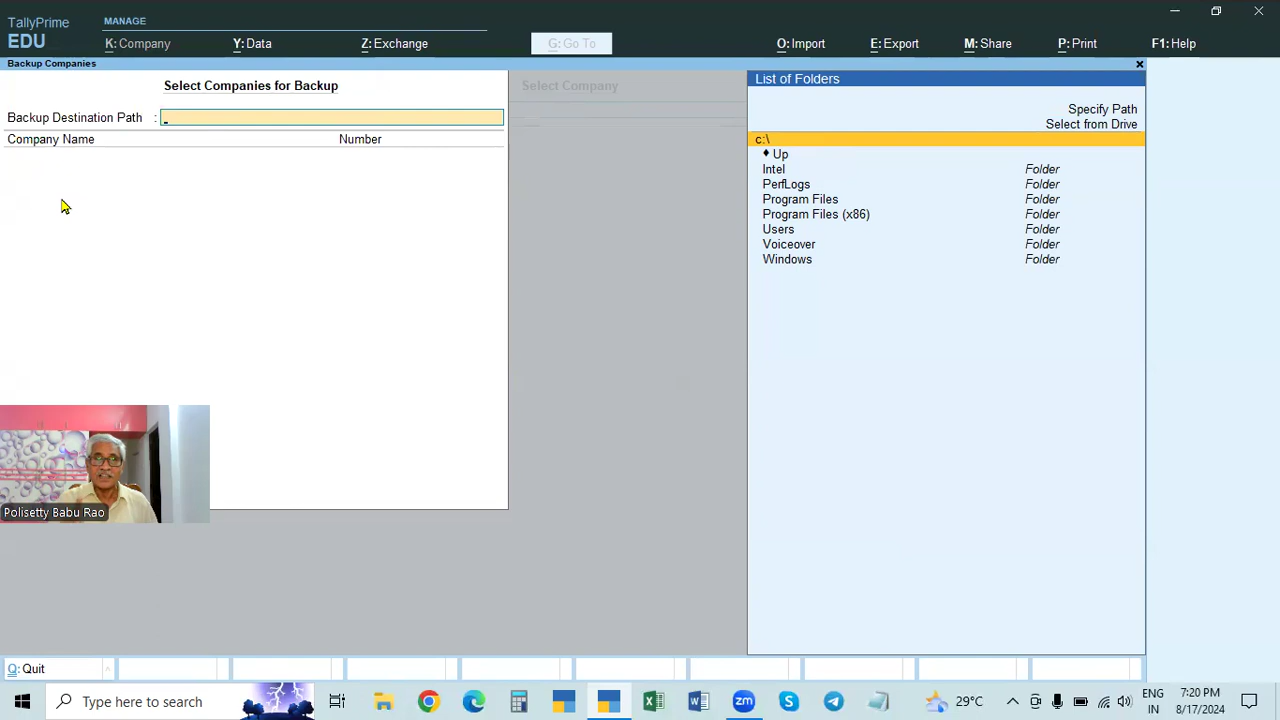 TallyPrime
EDU
MANAGE
K: Company
Y: Data
Z: Exchange
G: Go To
O: Import
E: Export
M: Share
P: Print
F1: Help
Backup Companies
Select Companies for Backup
Backup Destination Path :
Company Name Number
Select Company
List of Folders
Specify Path
Select from Drive
c:\
♦ Up
Intel Folder
PerfLogs Folder
Program Files Folder
Program Files (x86) Folder
Users Folder
Voiceover Folder
Windows Folder
Polisetty Babu Rao
Q: Quit
Type here to search
29°C
ENG
IN
7:20 PM
8/17/2024